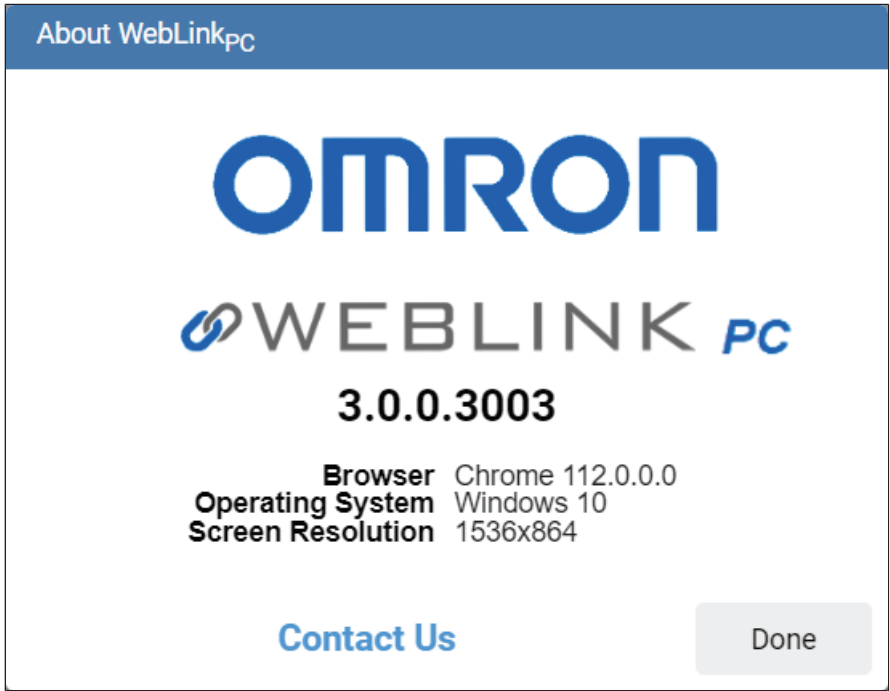 About WebLinkPC
OMRON
WEBLINK PC
3.0.0.3003
Browser Chrome 112.0.0.0
Operating System Windows 10
Screen Resolution 1536x864
Contact Us
Done